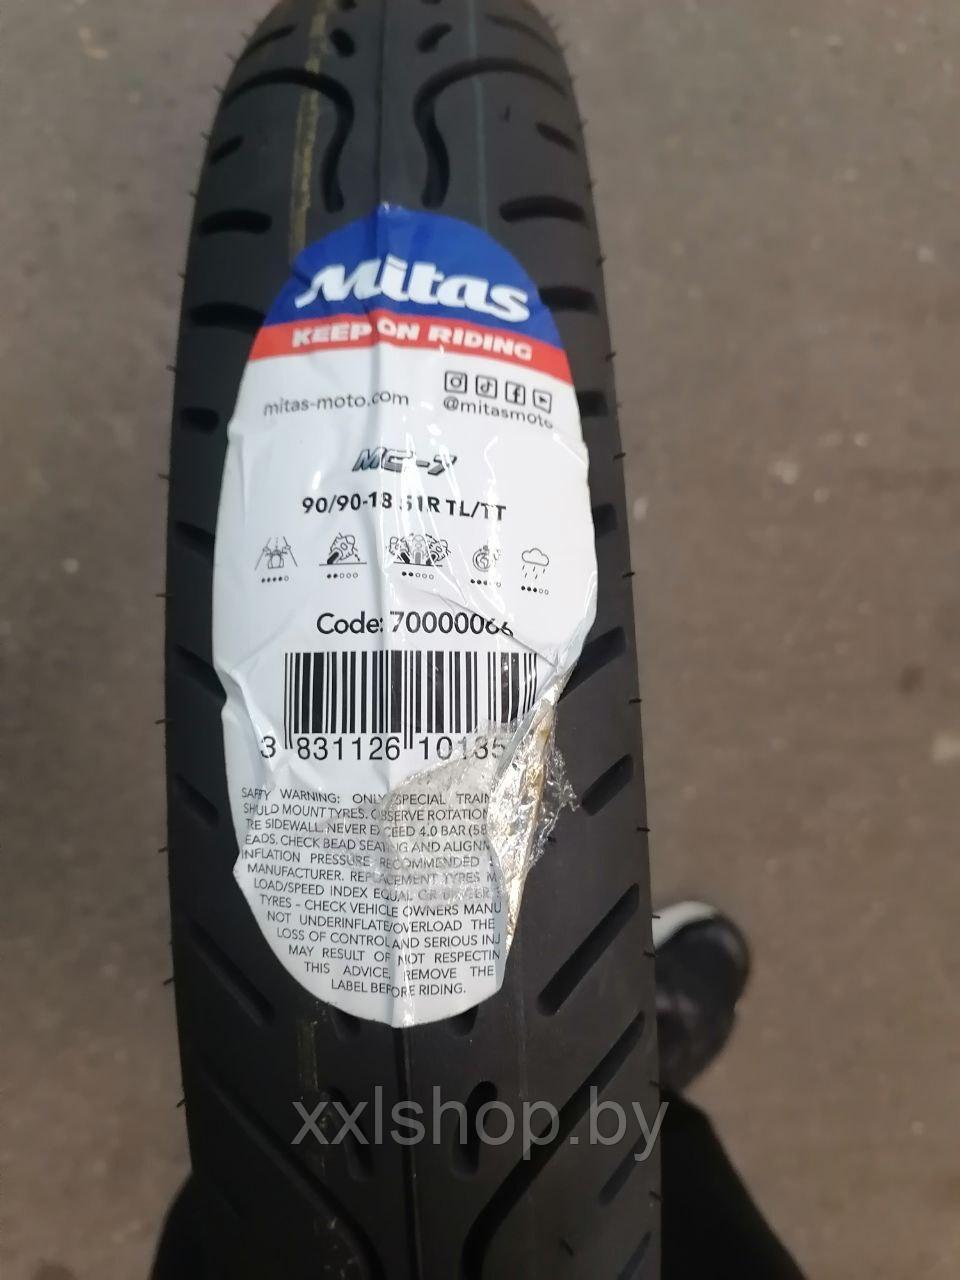 Mitas
KEEP ON RIDING
mitas-moto.com
@mitasmoto
MC-7
90/90-18 51R TL/TT
Code: 70000066
3 831126 10135
SAFTY WARNING: ONLY SPECIAL TRAIN
SHULD MOUNT TYRES. OBSERVE ROTATION
TRE SIDEWALL. NEVER EXCEED 4.0 BAR (58
EADS. CHECK BEAD SEATING AND ALIGNM
INFLATION PRESSURE RECOMMENDED
MANUFACTURER. REPLACEMENT TYRES M
LOAD/SPEED INDEX EQUAL OR
TYRES – CHECK VEHICLE OWNERS MANU
NOT UNDERINFLATE/OVERLOAD THE
LOSS OF CONTROL AND SERIOUS INJ
MAY RESULT OF NOT RESPECTIN
THIS ADVICE. REMOVE THE
LABEL BEFORE RIDING.
xxlshop.by